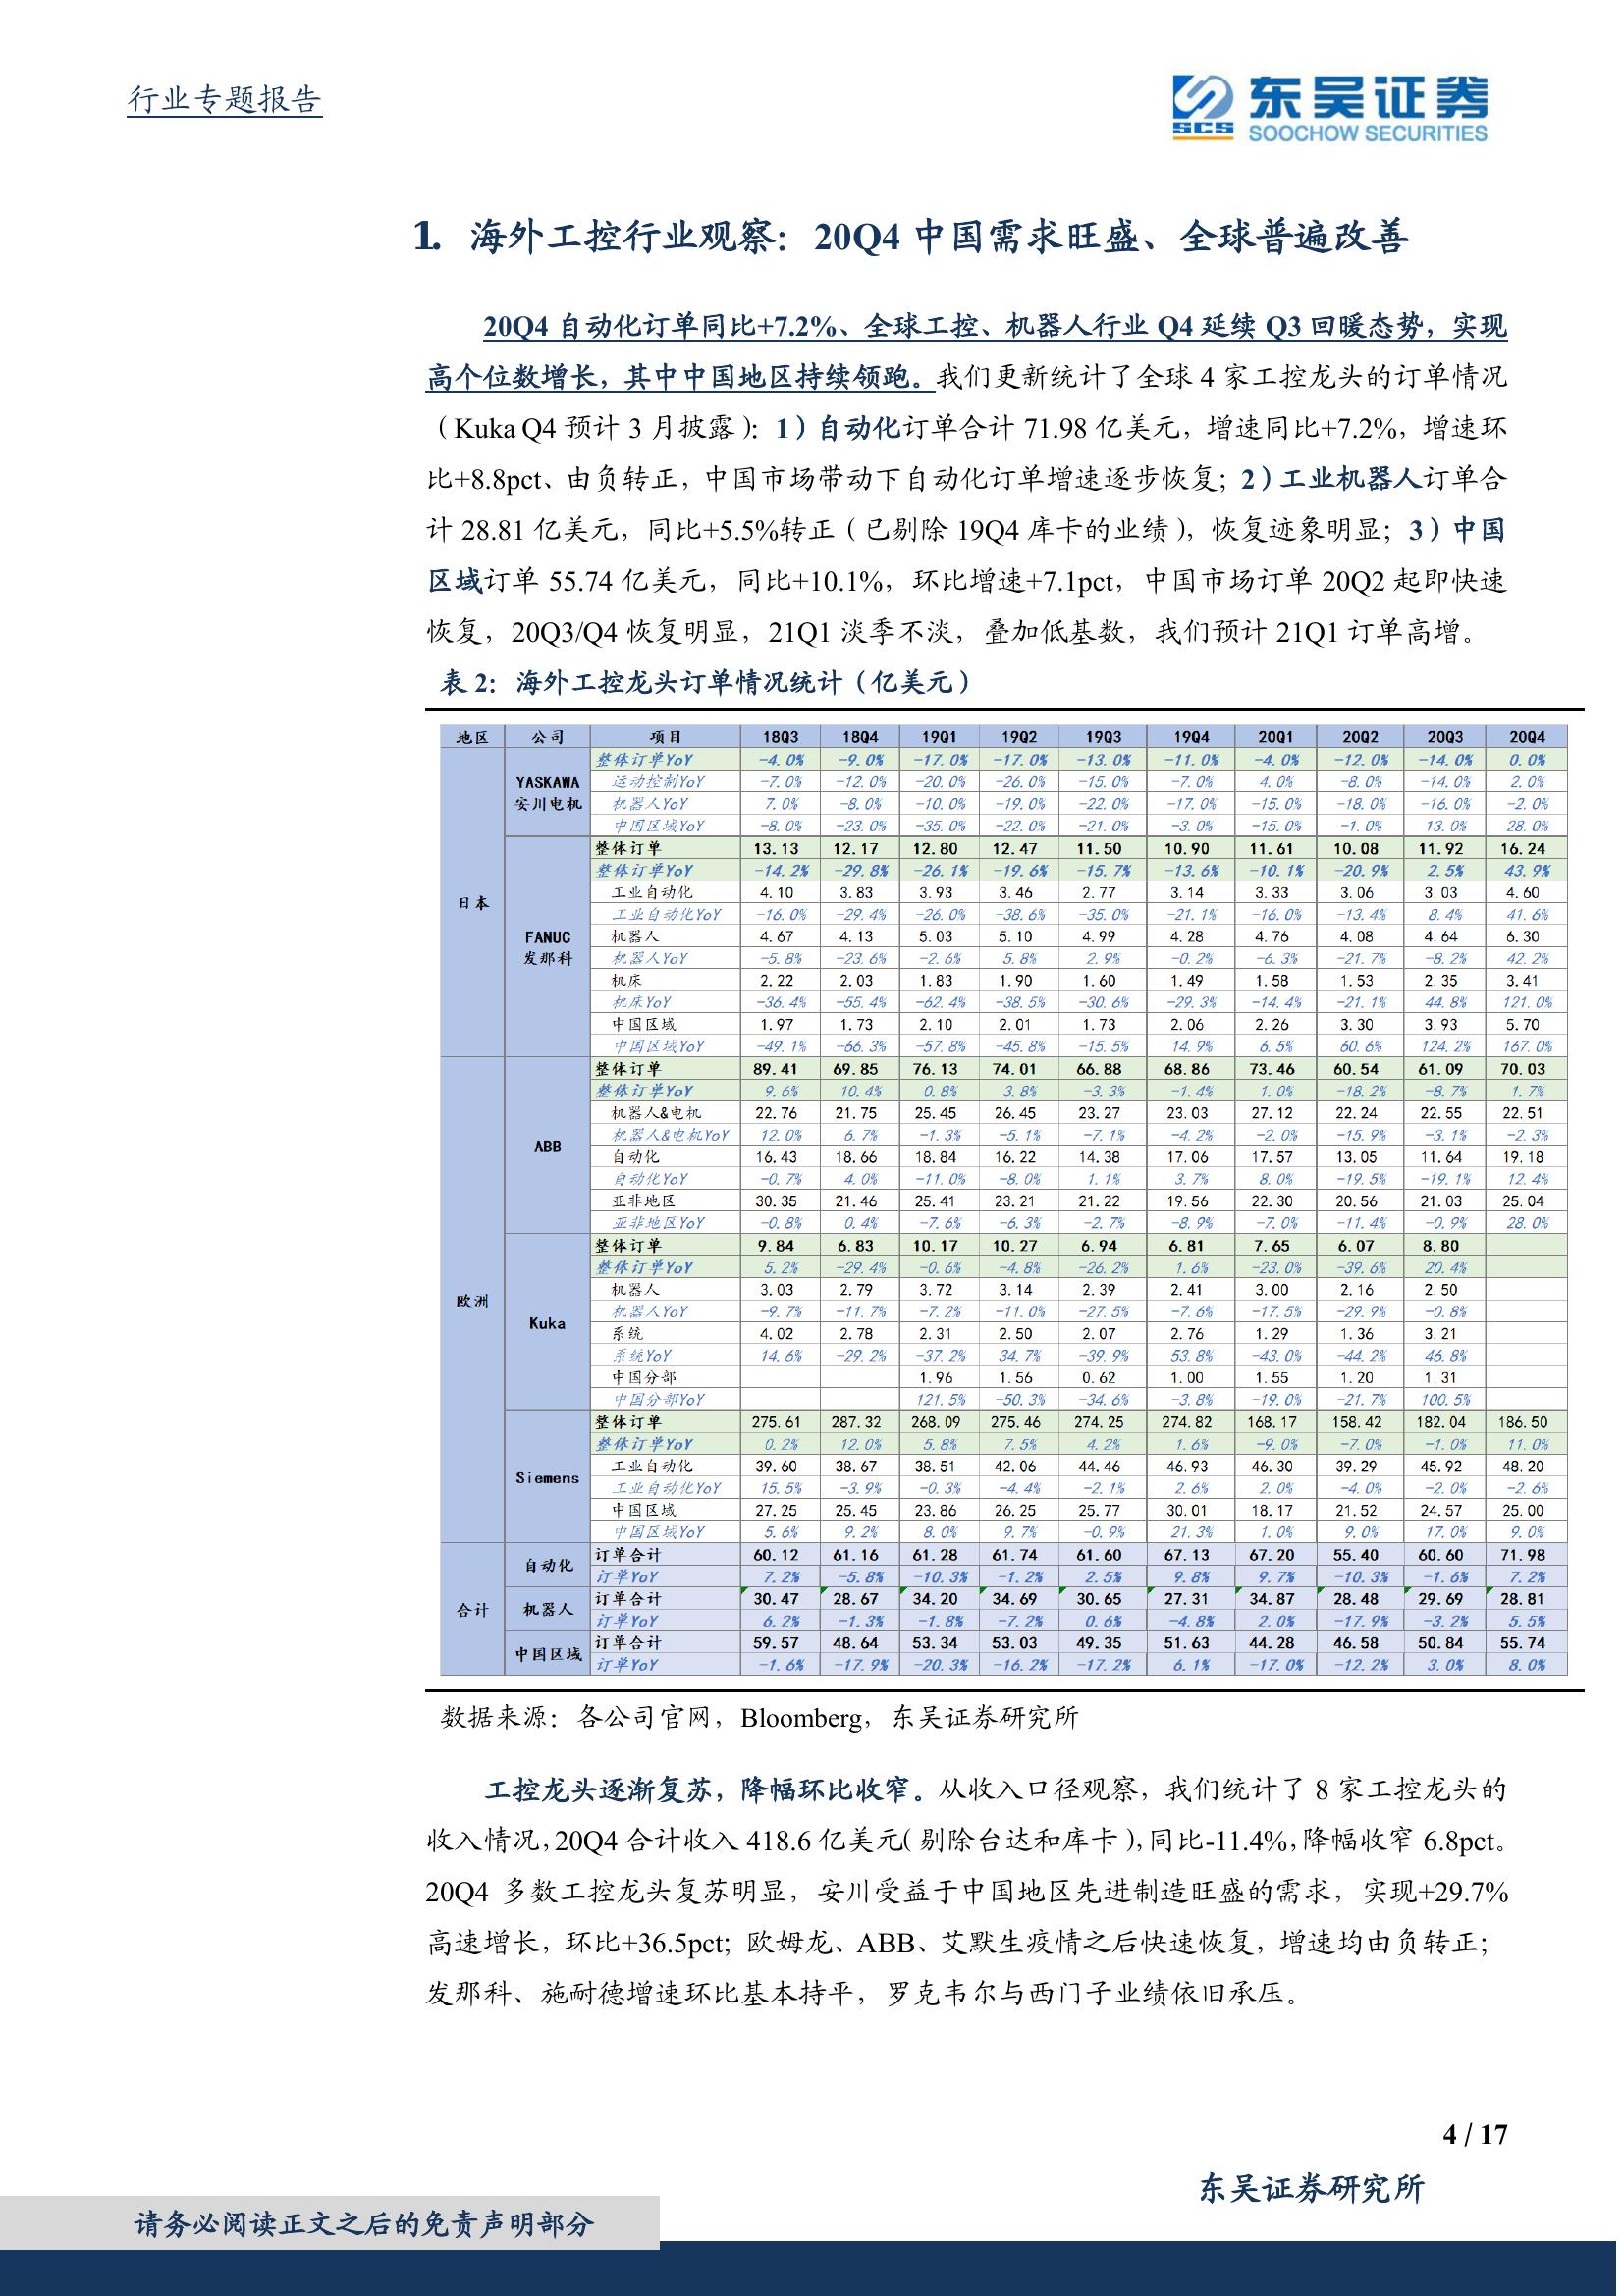 行业专题报告
SCS 东吴证券
SOOCHOW SECURITIES
1. 海外工控行业观察：20Q4 中国需求旺盛、全球普遍改善
20Q4 自动化订单同比+7.2%、全球工控、机器人行业 Q4 延续 Q3 回暖态势，实现
高个位数增长，其中中国地区持续领跑。我们更新统计了全球 4 家工控龙头的订单情况
（Kuka Q4 预计 3 月披露）：1）自动化订单合计 71.98 亿美元，增速同比+7.2%，增速环
比+8.8pct、由负转正，中国市场带动下自动化订单增速逐步恢复；2）工业机器人订单合
计 28.81 亿美元，同比+5.5%转正（已剔除 19Q4 库卡的业绩），恢复迹象明显；3）中国
区域订单 55.74 亿美元，同比+10.1%，环比增速+7.1pct，中国市场订单 20Q2 起即快速
恢复，20Q3/Q4 恢复明显，21Q1 淡季不淡，叠加低基数，我们预计 21Q1 订单高增。
表 2：海外工控龙头订单情况统计（亿美元）
地区 公司 项目 18Q3 18Q4 19Q1 19Q2 19Q3 19Q4 20Q1 20Q2 20Q3 20Q4
日本 YASKAWA 安川电机 整体订单YoY -4.0% -9.0% -17.0% -17.0% -13.0% -11.0% -4.0% -12.0% -14.0% 0.0%
运动控制YoY -7.0% -12.0% -20.0% -26.0% -15.0% -7.0% 4.0% -8.0% -14.0% 2.0%
机器人YoY 7.0% -8.0% -10.0% -19.0% -22.0% -17.0% -15.0% -18.0% -16.0% -2.0%
中国区域YoY -8.0% -23.0% -35.0% -22.0% -21.0% -3.0% -15.0% -1.0% 13.0% 28.0%
FANUC 发那科 整体订单 13.13 12.17 12.80 12.47 11.50 10.90 11.61 10.08 11.92 16.24
整体订单YoY -14.2% -29.8% -26.1% -19.6% -15.7% -13.6% -10.1% -20.9% 2.5% 43.9%
工业自动化 4.10 3.83 3.93 3.46 2.77 3.14 3.33 3.06 3.03 4.60
工业自动化YoY -16.0% -29.4% -26.0% -38.6% -35.0% -21.1% -16.0% -13.4% 8.4% 41.6%
机器人 4.67 4.13 5.03 5.10 4.99 4.28 4.76 4.08 4.64 6.30
机器人YoY -5.8% -23.6% -2.6% 5.8% 2.9% -0.2% -6.3% -21.7% -8.2% 42.2%
机床 2.22 2.03 1.83 1.90 1.60 1.49 1.58 1.53 2.35 3.41
机床YoY -36.4% -55.4% -62.4% -38.5% -30.6% -29.3% -14.4% -21.1% 44.8% 121.0%
中国区域 1.97 1.73 2.10 2.01 1.73 2.06 2.26 3.30 3.93 5.70
中国区域YoY -49.1% -66.3% -57.8% -45.8% -15.5% 14.9% 6.5% 60.6% 124.2% 167.0%
欧洲 ABB 整体订单 89.41 69.85 76.13 74.01 66.88 68.86 73.46 60.54 61.09 70.03
整体订单YoY 9.6% 10.4% 0.8% 3.8% -3.3% -1.4% 1.0% -18.2% -8.7% 1.7%
机器人&电机 22.76 21.75 25.45 26.45 23.27 23.03 27.12 22.24 22.55 22.51
机器人&电机YoY 12.0% 6.7% -1.3% -5.1% -7.1% -4.2% -2.0% -15.9% -3.1% -2.3%
自动化 16.43 18.66 18.84 16.22 14.38 17.06 17.57 13.05 11.64 19.18
自动化YoY -0.7% 4.0% -11.0% -8.0% 1.1% 3.7% 8.0% -19.5% -19.1% 12.4%
亚非地区 30.35 21.46 25.41 23.21 21.22 19.56 22.30 20.56 21.03 25.04
亚非地区YoY -0.8% 0.4% -7.6% -6.3% -2.7% -8.9% -7.0% -11.4% -0.9% 28.0%
Kuka 整体订单 9.84 6.83 10.17 10.27 6.94 6.81 7.65 6.07 8.80
整体订单YoY 5.2% -29.4% -0.6% -4.8% -26.2% 1.6% -23.0% -39.6% 20.4%
机器人 3.03 2.79 3.72 3.14 2.39 2.41 3.00 2.16 2.50
机器人YoY -9.7% -11.7% -7.2% -11.0% -27.5% -7.6% -17.5% -29.9% -0.8%
系统 4.02 2.78 2.31 2.50 2.07 2.76 1.29 1.36 3.21
系统YoY 14.6% -29.2% -37.2% 34.7% -39.9% 53.8% -43.0% -44.2% 46.8%
中国分部 1.96 1.56 0.62 1.00 1.55 1.20 1.31
中国分部YoY 121.5% -50.3% -34.6% -3.8% -19.0% -21.7% 100.5%
Siemens 整体订单 275.61 287.32 268.09 275.46 274.25 274.82 168.17 158.42 182.04 186.50
整体订单YoY 0.2% 12.0% 5.8% 7.5% 4.2% 1.6% -9.0% -7.0% -1.0% 11.0%
工业自动化 39.60 38.67 38.51 42.06 44.46 46.93 46.30 39.29 45.92 48.20
工业自动化YoY 15.5% -3.9% -0.3% -4.4% -2.1% 2.6% 2.0% -4.0% -2.0% -2.6%
中国区域 27.25 25.45 23.86 26.25 25.77 30.01 18.17 21.52 24.57 25.00
中国区域YoY 5.6% 9.2% 8.0% 9.7% -0.9% 21.3% 1.0% 9.0% 17.0% 9.0%
合计 自动化 订单合计 60.12 61.16 61.28 61.74 61.60 67.13 67.20 55.40 60.60 71.98
订单YoY 7.2% -5.8% -10.3% -1.2% 2.5% 9.8% 9.7% -10.3% -1.6% 7.2%
机器人 订单合计 30.47 28.67 34.20 34.69 30.65 27.31 34.87 28.48 29.69 28.81
订单YoY 6.2% -1.3% -1.8% -7.2% 0.6% -4.8% 2.0% -17.9% -3.2% 5.5%
中国区域 订单合计 59.57 48.64 53.34 53.03 49.35 51.63 44.28 46.58 50.84 55.74
订单YoY -1.6% -17.9% -20.3% -16.2% -17.2% 6.1% -17.0% -12.2% 3.0% 8.0%
数据来源：各公司官网，Bloomberg，东吴证券研究所
工控龙头逐渐复苏，降幅环比收窄。从收入口径观察，我们统计了 8 家工控龙头的
收入情况，20Q4 合计收入 418.6 亿美元（剔除台达和库卡），同比-11.4%，降幅收窄 6.8pct。
20Q4 多数工控龙头复苏明显，安川受益于中国地区先进制造旺盛的需求，实现+29.7%
高速增长，环比+36.5pct；欧姆龙、ABB、艾默生疫情之后快速恢复，增速均由负转正；
发那科、施耐德增速环比基本持平，罗克韦尔与西门子业绩依旧承压。
4 / 17
东吴证券研究所
请务必阅读正文之后的免责声明部分